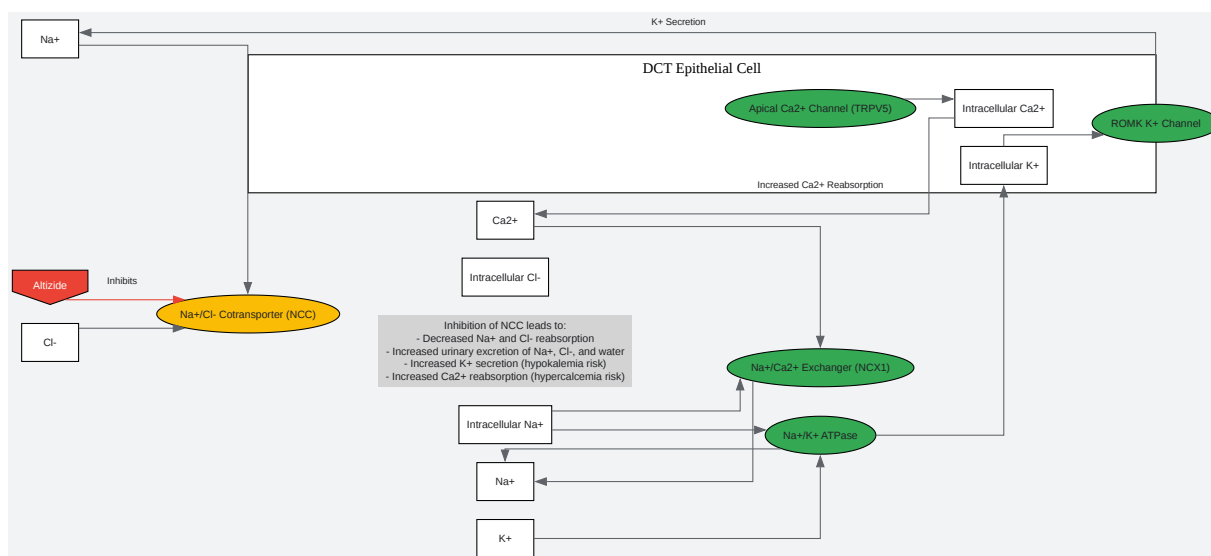 K+ Secretion
Na+
DCT Epithelial Cell
Apical Ca2+ Channel (TRPV5)
Intracellular Ca2+
ROMK K+ Channel
Intracellular K+
Increased Ca2+ Reabsorption
Ca2+
Intracellular Cl-
Altizide
Inhibits
Na+/Cl- Cotransporter (NCC)
Cl-
Inhibition of NCC leads to:
- Decreased Na+ and Cl- reabsorption
- Increased urinary excretion of Na+, Cl-, and water
- Increased K+ secretion (hypokalemia risk)
- Increased Ca2+ reabsorption (hypercalcemia risk)
Na+/Ca2+ Exchanger (NCX1)
Intracellular Na+
Na+/K+ ATPase
Na+
K+